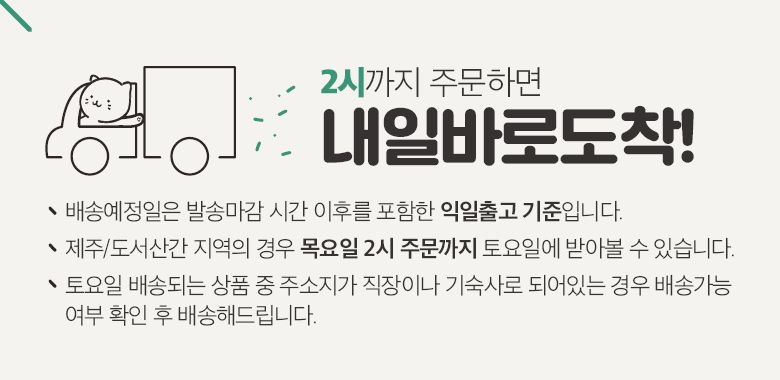 2시까지 주문하면
내일바로도착!
배송예정일은 발송마감 시간 이후를 포함한 익일출고 기준입니다.
제주/도서산간 지역의 경우 목요일 2시 주문까지 토요일에 받아볼 수 있습니다.
토요일 배송되는 상품 중 주소지가 직장이나 기숙사로 되어있는 경우 배송가능
여부 확인 후 배송해드립니다.